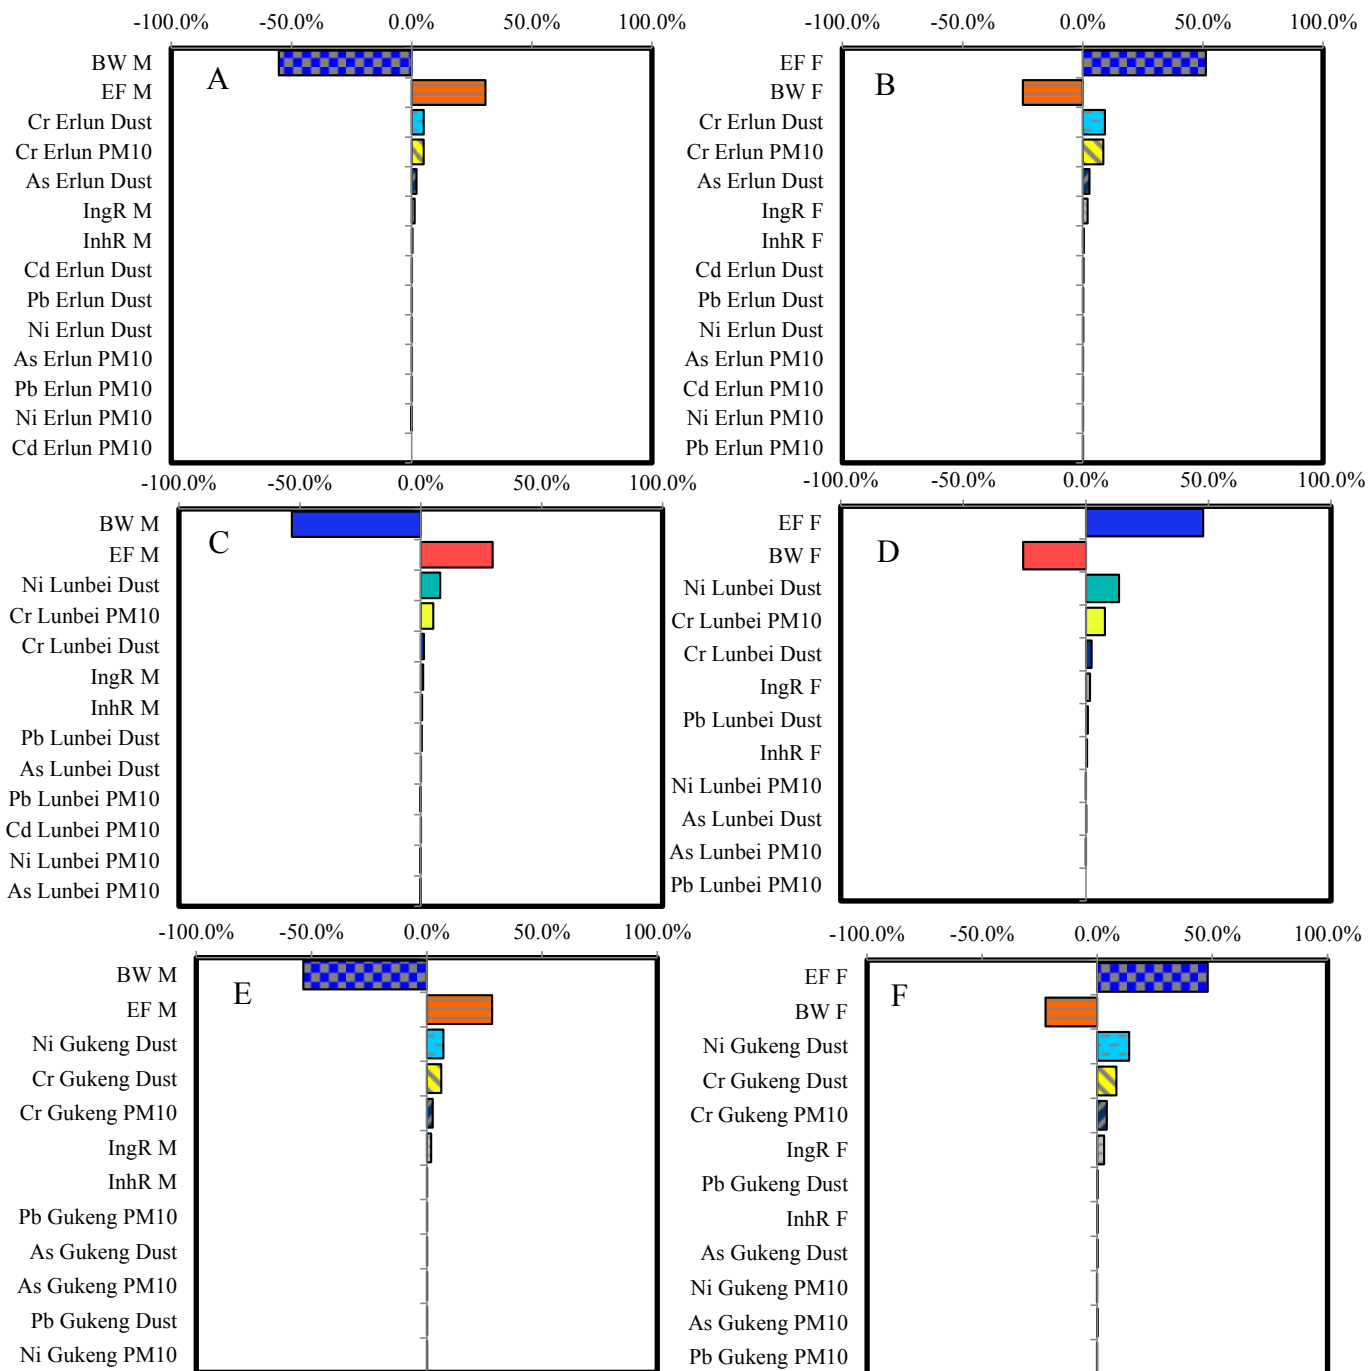 -100.0% -50.0% 0.0% 50.0% 100.0%
A
BW M
EF M
Cr Erlun Dust
Cr Erlun PM10
As Erlun Dust
IngR M
InhR M
Cd Erlun Dust
Pb Erlun Dust
Ni Erlun Dust
As Erlun PM10
Pb Erlun PM10
Ni Erlun PM10
Cd Erlun PM10
-100.0% -50.0% 0.0% 50.0% 100.0%
B
EF F
BW F
Cr Erlun Dust
Cr Erlun PM10
As Erlun Dust
IngR F
InhR F
Cd Erlun Dust
Pb Erlun Dust
Ni Erlun Dust
As Erlun PM10
Cd Erlun PM10
Ni Erlun PM10
Pb Erlun PM10
-100.0% -50.0% 0.0% 50.0% 100.0%
C
BW M
EF M
Ni Lunbei Dust
Cr Lunbei PM10
Cr Lunbei Dust
IngR M
InhR M
Pb Lunbei Dust
As Lunbei Dust
Pb Lunbei PM10
Cd Lunbei PM10
Ni Lunbei PM10
As Lunbei PM10
-100.0% -50.0% 0.0% 50.0% 100.0%
D
EF F
BW F
Ni Lunbei Dust
Cr Lunbei PM10
Cr Lunbei Dust
IngR F
Pb Lunbei Dust
InhR F
Ni Lunbei PM10
As Lunbei Dust
As Lunbei PM10
Pb Lunbei PM10
-100.0% -50.0% 0.0% 50.0% 100.0%
E
BW M
EF M
Ni Gukeng Dust
Cr Gukeng Dust
Cr Gukeng PM10
IngR M
InhR M
Pb Gukeng PM10
As Gukeng Dust
As Gukeng PM10
Pb Gukeng Dust
Ni Gukeng PM10
-100.0% -50.0% 0.0% 50.0% 100.0%
F
EF F
BW F
Ni Gukeng Dust
Cr Gukeng Dust
Cr Gukeng PM10
IngR F
Pb Gukeng Dust
InhR F
As Gukeng Dust
Ni Gukeng PM10
As Gukeng PM10
Pb Gukeng PM10